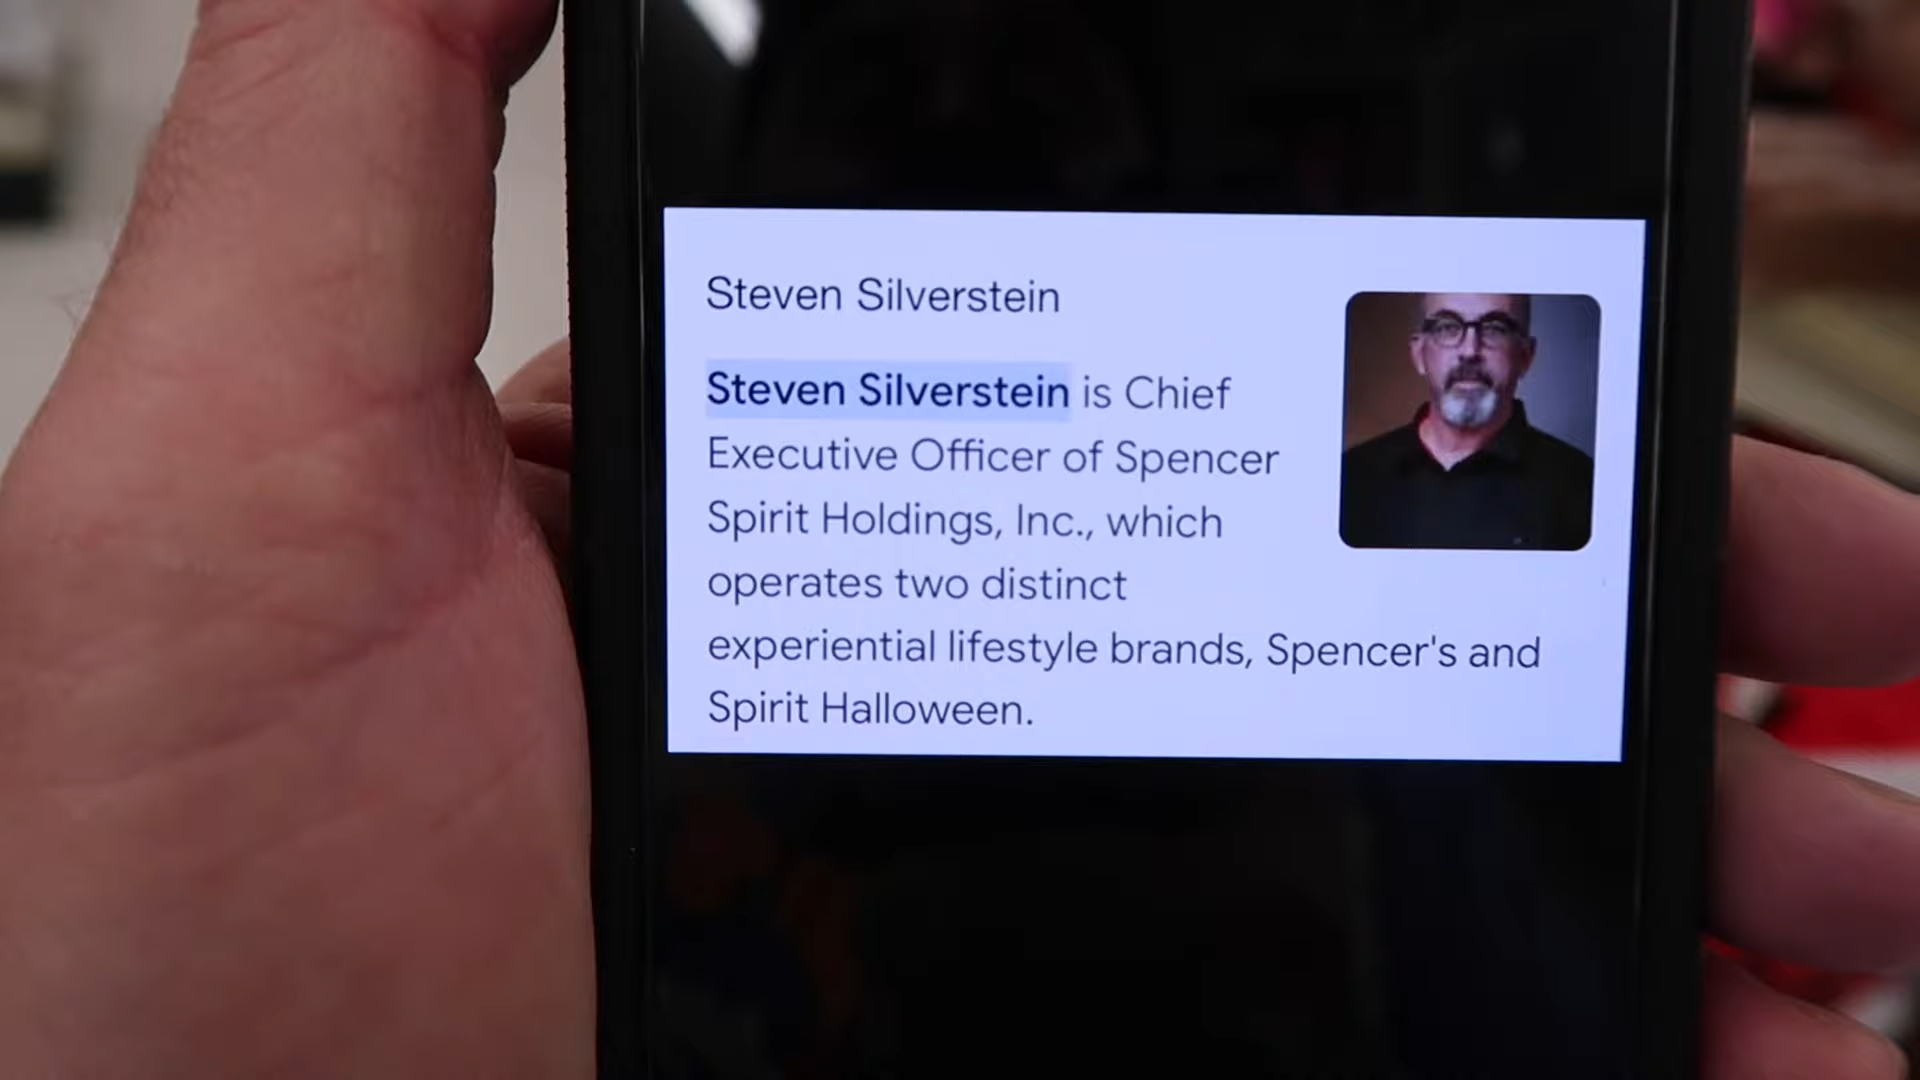 Steven Silverstein
Steven Silverstein is Chief
Executive Officer of Spencer
Spirit Holdings, Inc., which
operates two distinct
experiential lifestyle brands, Spencer's and
Spirit Halloween.